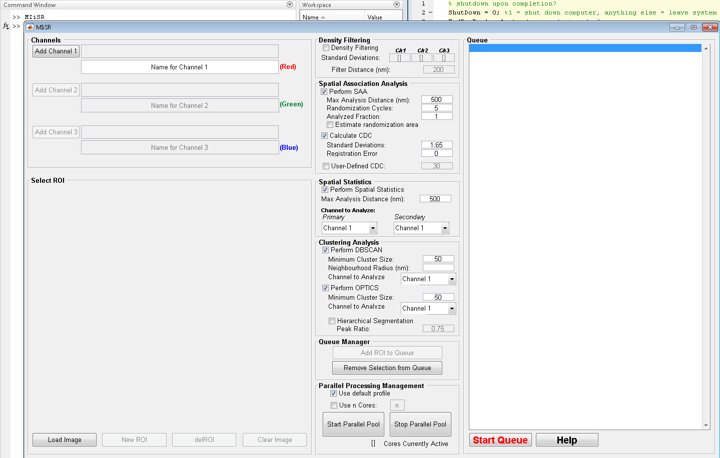 Command Window
Workspace
Name
Value
>> MIiSR
fx >>
1 % shutdown upon completion?
2 - ShutDown = 0; %1 = shut down computer, anything else = leave system
MIiSR
Channels
Add Channel 1
Name for Channel 1 (Red)
Add Channel 2
Name for Channel 2 (Green)
Add Channel 3
Name for Channel 3 (Blue)
Select ROI
Load Image New ROI delROI Clear Image
Density Filtering
Density Filtering Ch1 Ch2 Ch3
Standard Deviations: [] [] []
Filter Distance (nm): 200
Spatial Association Analysis
Perform SAA
Max Analysis Distance (nm): 500
Randomization Cycles: 5
Analyzed Fraction: 1
Estimate randomization area
Calculate CDC
Standard Deviations: 1.65
Registration Error 0
User-Defined CDC: 30
Spatial Statistics
Perform Spatial Statistics
Max Analysis Distance (nm): 500
Channel to Analyze:
Primary Secondary
Channel 1 Channel 1
Clustering Analysis
Perform DBSCAN
Minimum Cluster Size: 50
Neighbourhood Radius (nm):
Channel to Analyze Channel 1
Perform OPTICS
Minimum Cluster Size: 50
Channel to Analyze Channel 1
Hierarchical Segmentation
Peak Ratio: 0.75
Queue Manager
Add ROI to Queue
Remove Selection from Queue
Parallel Processing Management
Use default profile
Use n Cores: n
Start Parallel Pool Stop Parallel Pool
[] Cores Currently Active
Queue
Start Queue Help